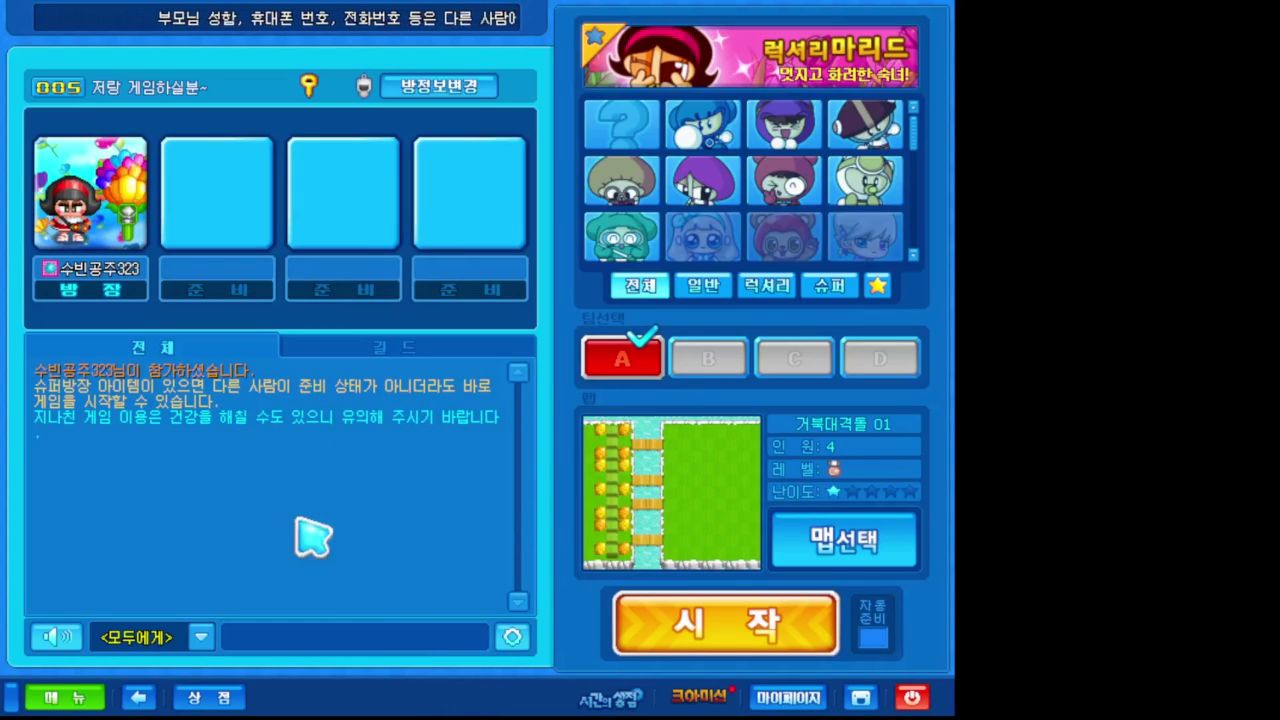 부모님 성함, 휴대폰 번호, 전화번호 등은 다른 사람이
005 저랑 게임하실분~
방정보변경
수빈공주323
방 장
준 비
준 비
준 비
전 체
길 드
수빈공주323님이 참가하셨습니다.
슈퍼방장 아이템이 있으면 다른 사람이 준비 상태가 아니더라도 바로
게임을 시작할 수 있습니다.
지나친 게임 이용은 건강을 해칠 수도 있으니 유의해 주시기 바랍니다
.
<모두에게>
럭셔리마리드
멋지고 화려한 숙녀!
?
전체
일반
럭셔리
슈퍼
팀선택
A
B
C
D
맵
거북대격돌 01
인 원: 4
레 벨:
난이도:
맵선택
시 작
자동
준비
메 뉴
상 점
시간의상점
크아미션
마이페이지